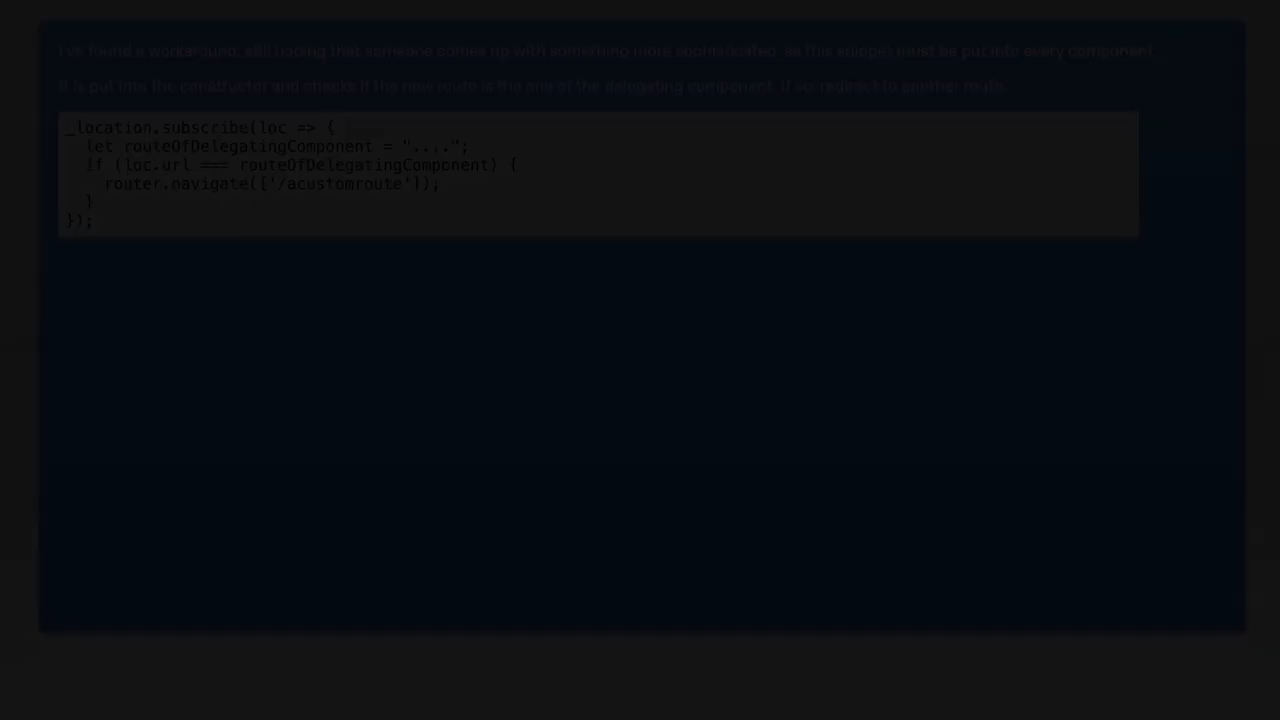 I've found a workaround, still hoping that someone comes up with something more sophisticated, as this snippet must be put into every component.
It is put into the constructor and checks if the new route is the one of the delegating component. If so: redirect to another route.
_location.subscribe(loc => {
  let routeOfDelegatingComponent = "....";
  if (loc.url === routeOfDelegatingComponent) {
    router.navigate(['/acustomroute']);
  }
});